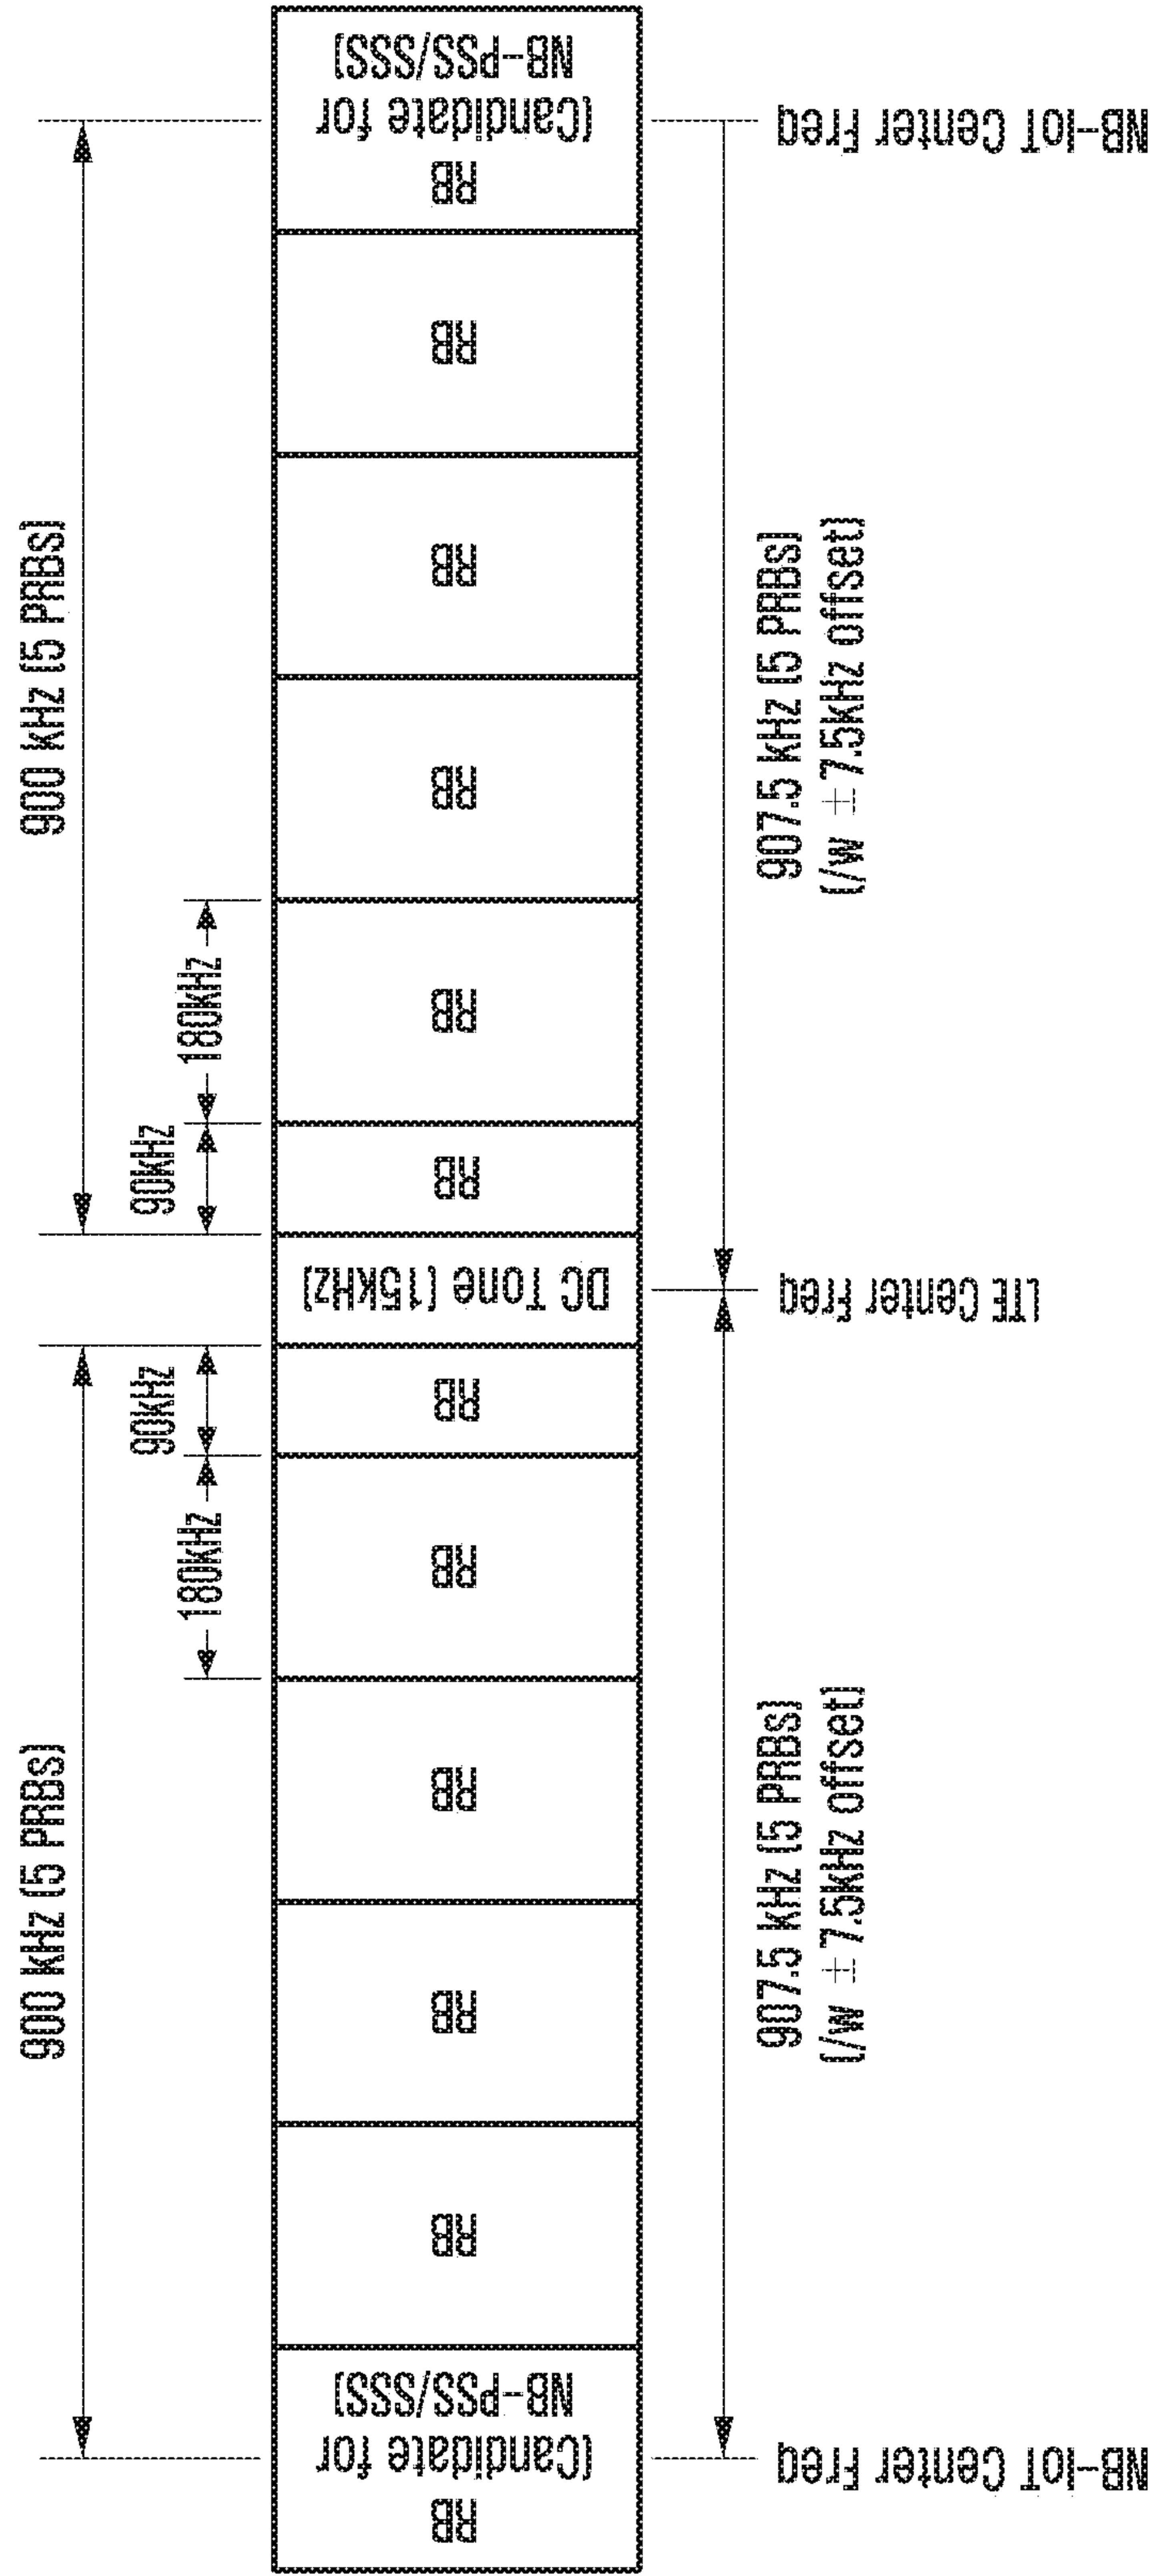 900 kHz (5 PRBs)
900 kHz (5 PRBs)
180kHz
90kHz
90kHz
180kHz
RB
(Candidate for
NB-PSS/SSS)
RB
RB
RB
RB
RB
DC Tone (15kHz)
RB
RB
RB
RB
RB
RB
(Candidate for
NB-PSS/SSS)
907.5 kHz (5 PRBs)
(/w ±7.5kHz offset)
907.5 kHz (5 PRBs)
(/w ±7.5kHz offset)
NB-IoT Center Freq
LTE Center Freq
NB-IoT Center Freq